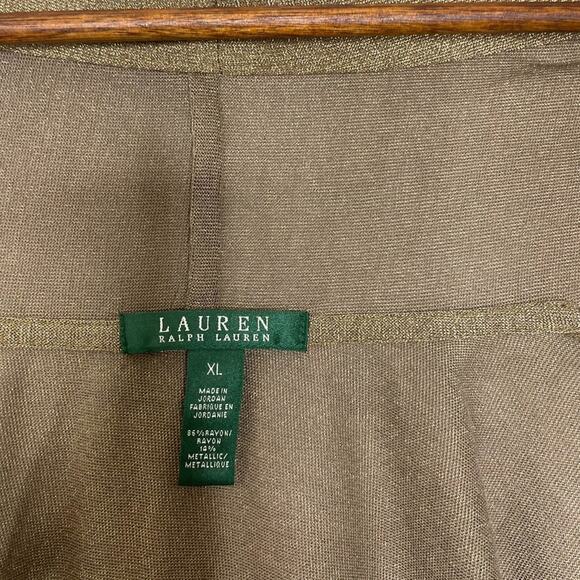 LAUREN
RALPH LAUREN
XL
MADE IN
JORDAN
FABRIQUE EN
JORDANIE
86%RAYON/
RAYON
14%
METALLIC/
METALLIQUE